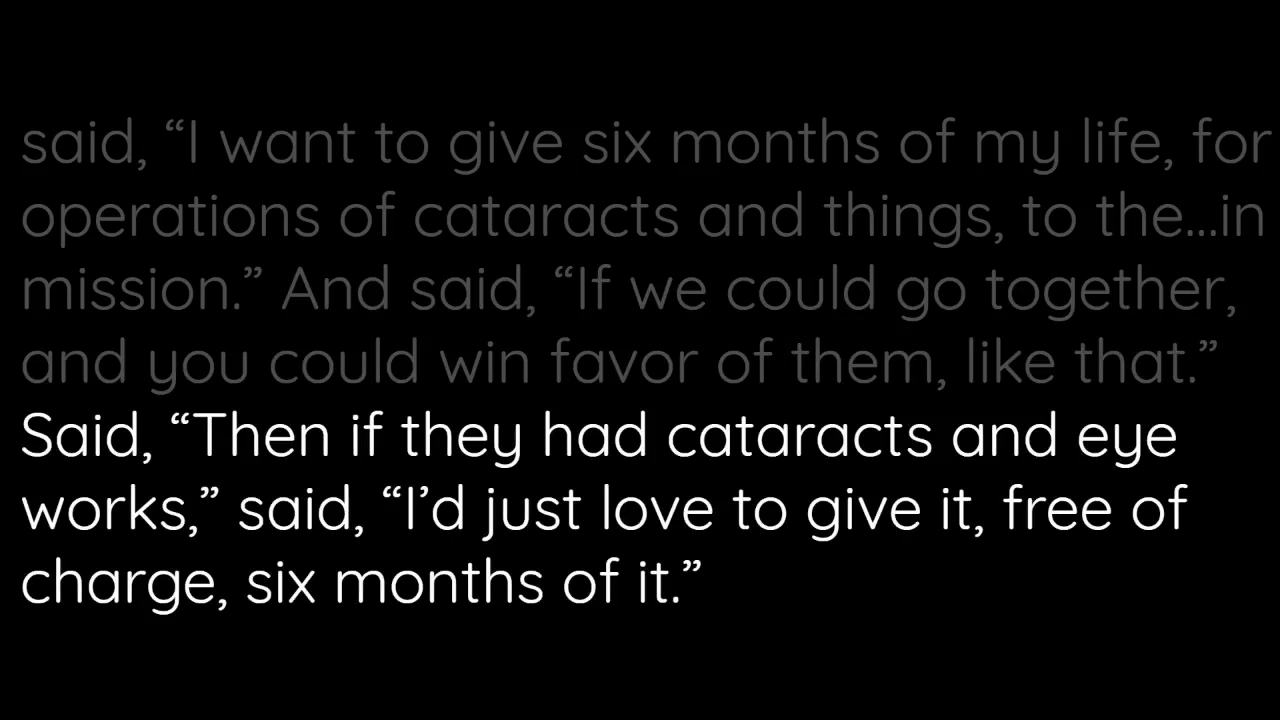 said, “I want to give six months of my life, for
operations of cataracts and things, to the...in
mission.” And said, “If we could go together,
and you could win favor of them, like that.”
Said, “Then if they had cataracts and eye
works,” said, “I’d just love to give it, free of
charge, six months of it.”